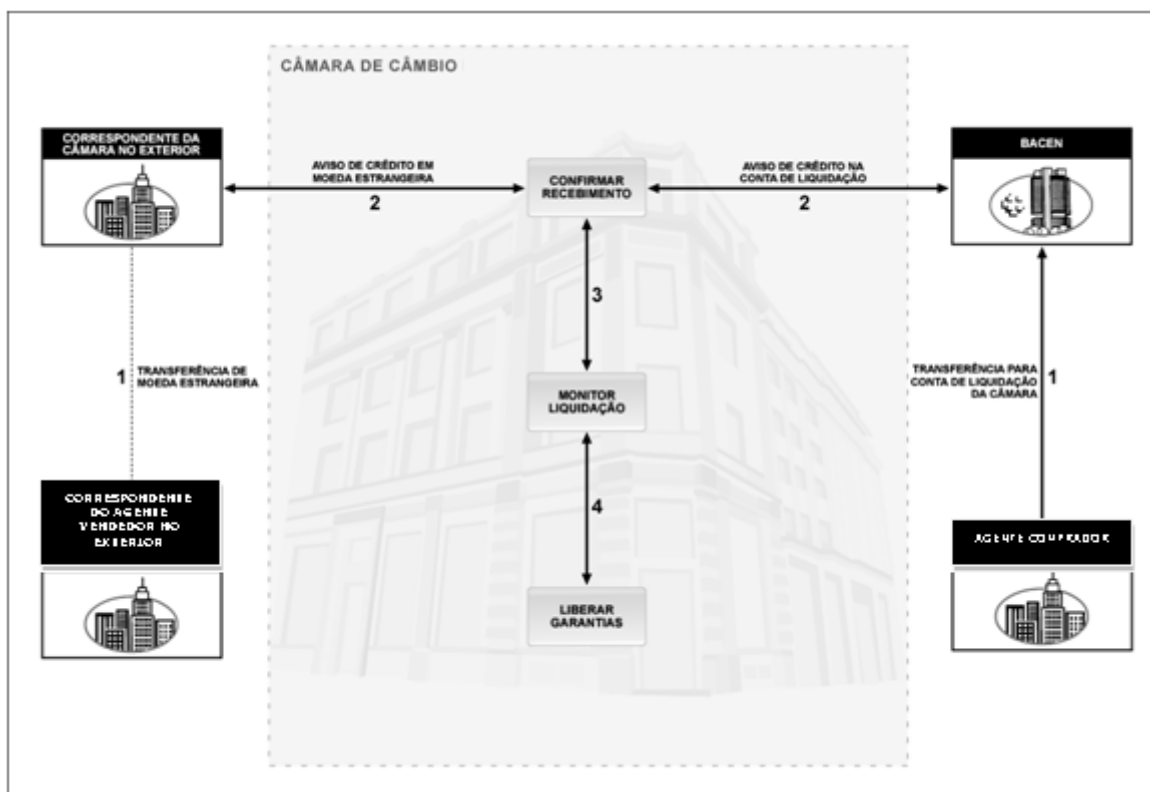 CÂMARA DE CÂMBIO
CORRESPONDENTE DA
CÂMARA NO EXTERIOR
AVISO DE CRÉDITO EM
MOEDA ESTRANGEIRA
2
CONFIRMAR
RECEBIMENTO
AVISO DE CRÉDITO NA
CONTA DE LIQUIDAÇÃO
2
BACEN
3
1
TRANSFERÊNCIA DE
MOEDA ESTRANGEIRA
MONITOR
LIQUIDAÇÃO
TRANSFERÊNCIA PARA
CONTA DE LIQUIDAÇÃO
DA CÂMARA
1
4
CORRESPONDENTE
DO AGENTE
VENDEDOR NO
EXTERIOR
AGENTE COMPRADOR
LIBERAR
GARANTIAS